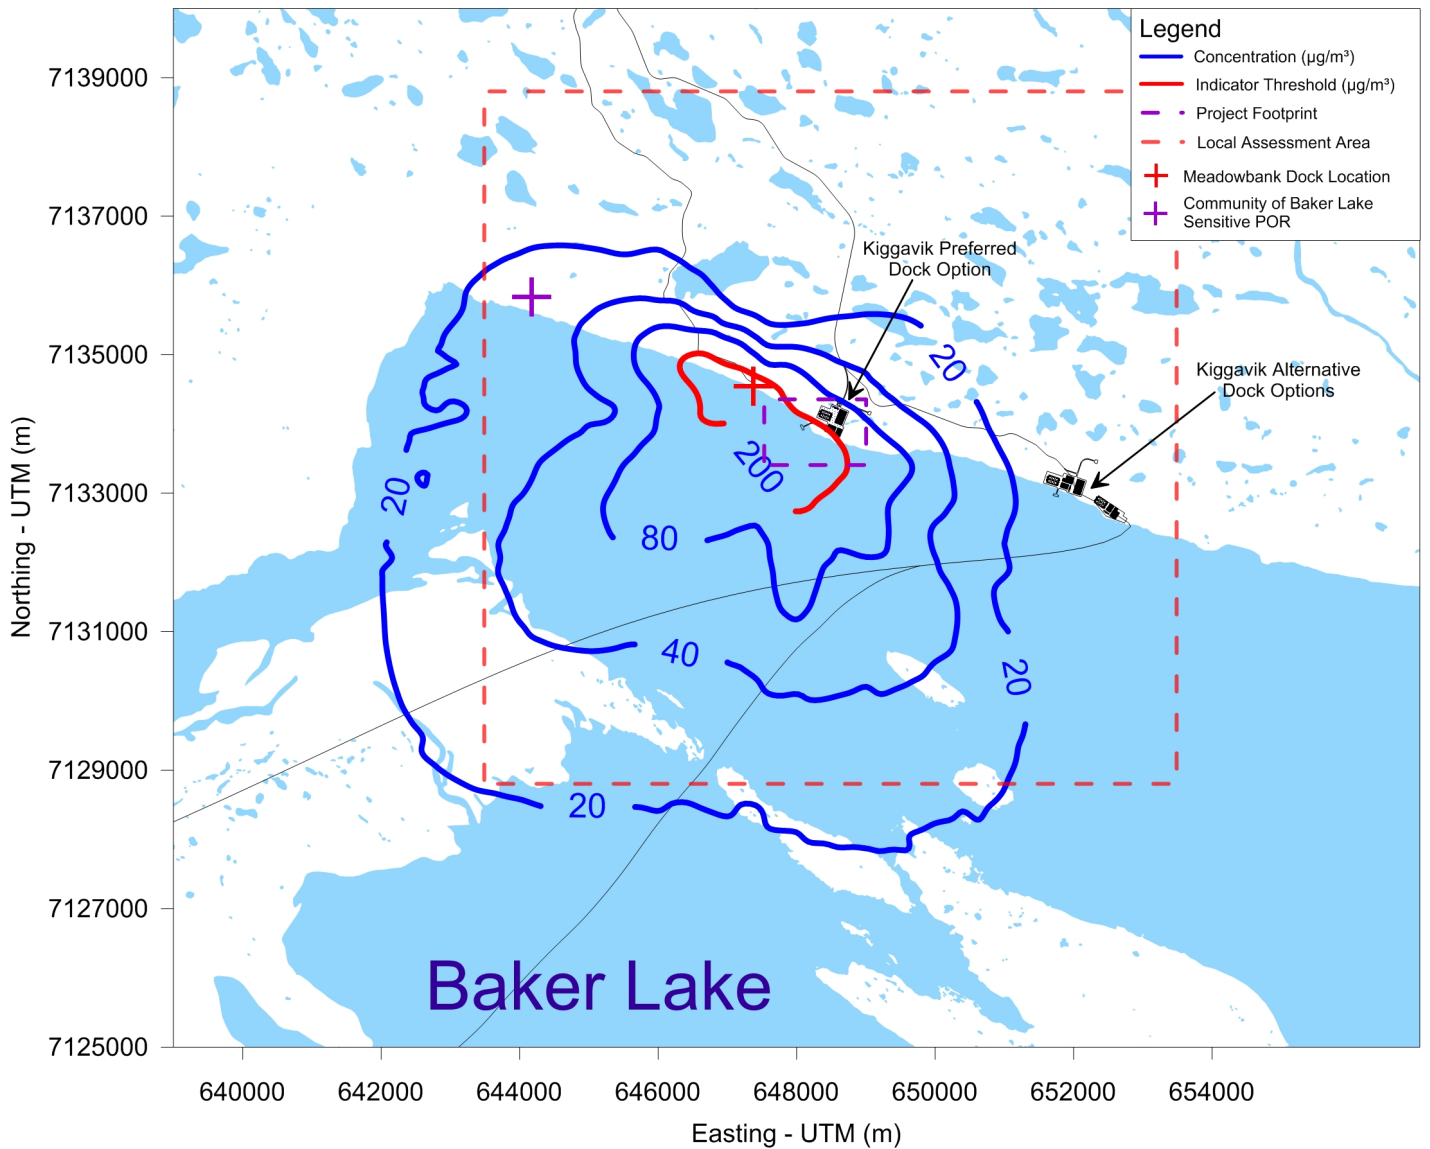 Legend
Concentration (µg/m³)
Indicator Threshold (µg/m³)
Project Footprint
Local Assessment Area
Meadowbank Dock Location
Community of Baker Lake
Sensitive POR
7139000
7137000
7135000
7133000
7131000
7129000
7127000
7125000
Northing - UTM (m)
Kiggavik Preferred
Dock Option
Kiggavik Alternative
Dock Options
20
20
200
80
40
20
20
Baker Lake
640000
642000
644000
646000
648000
650000
652000
654000
Easting - UTM (m)